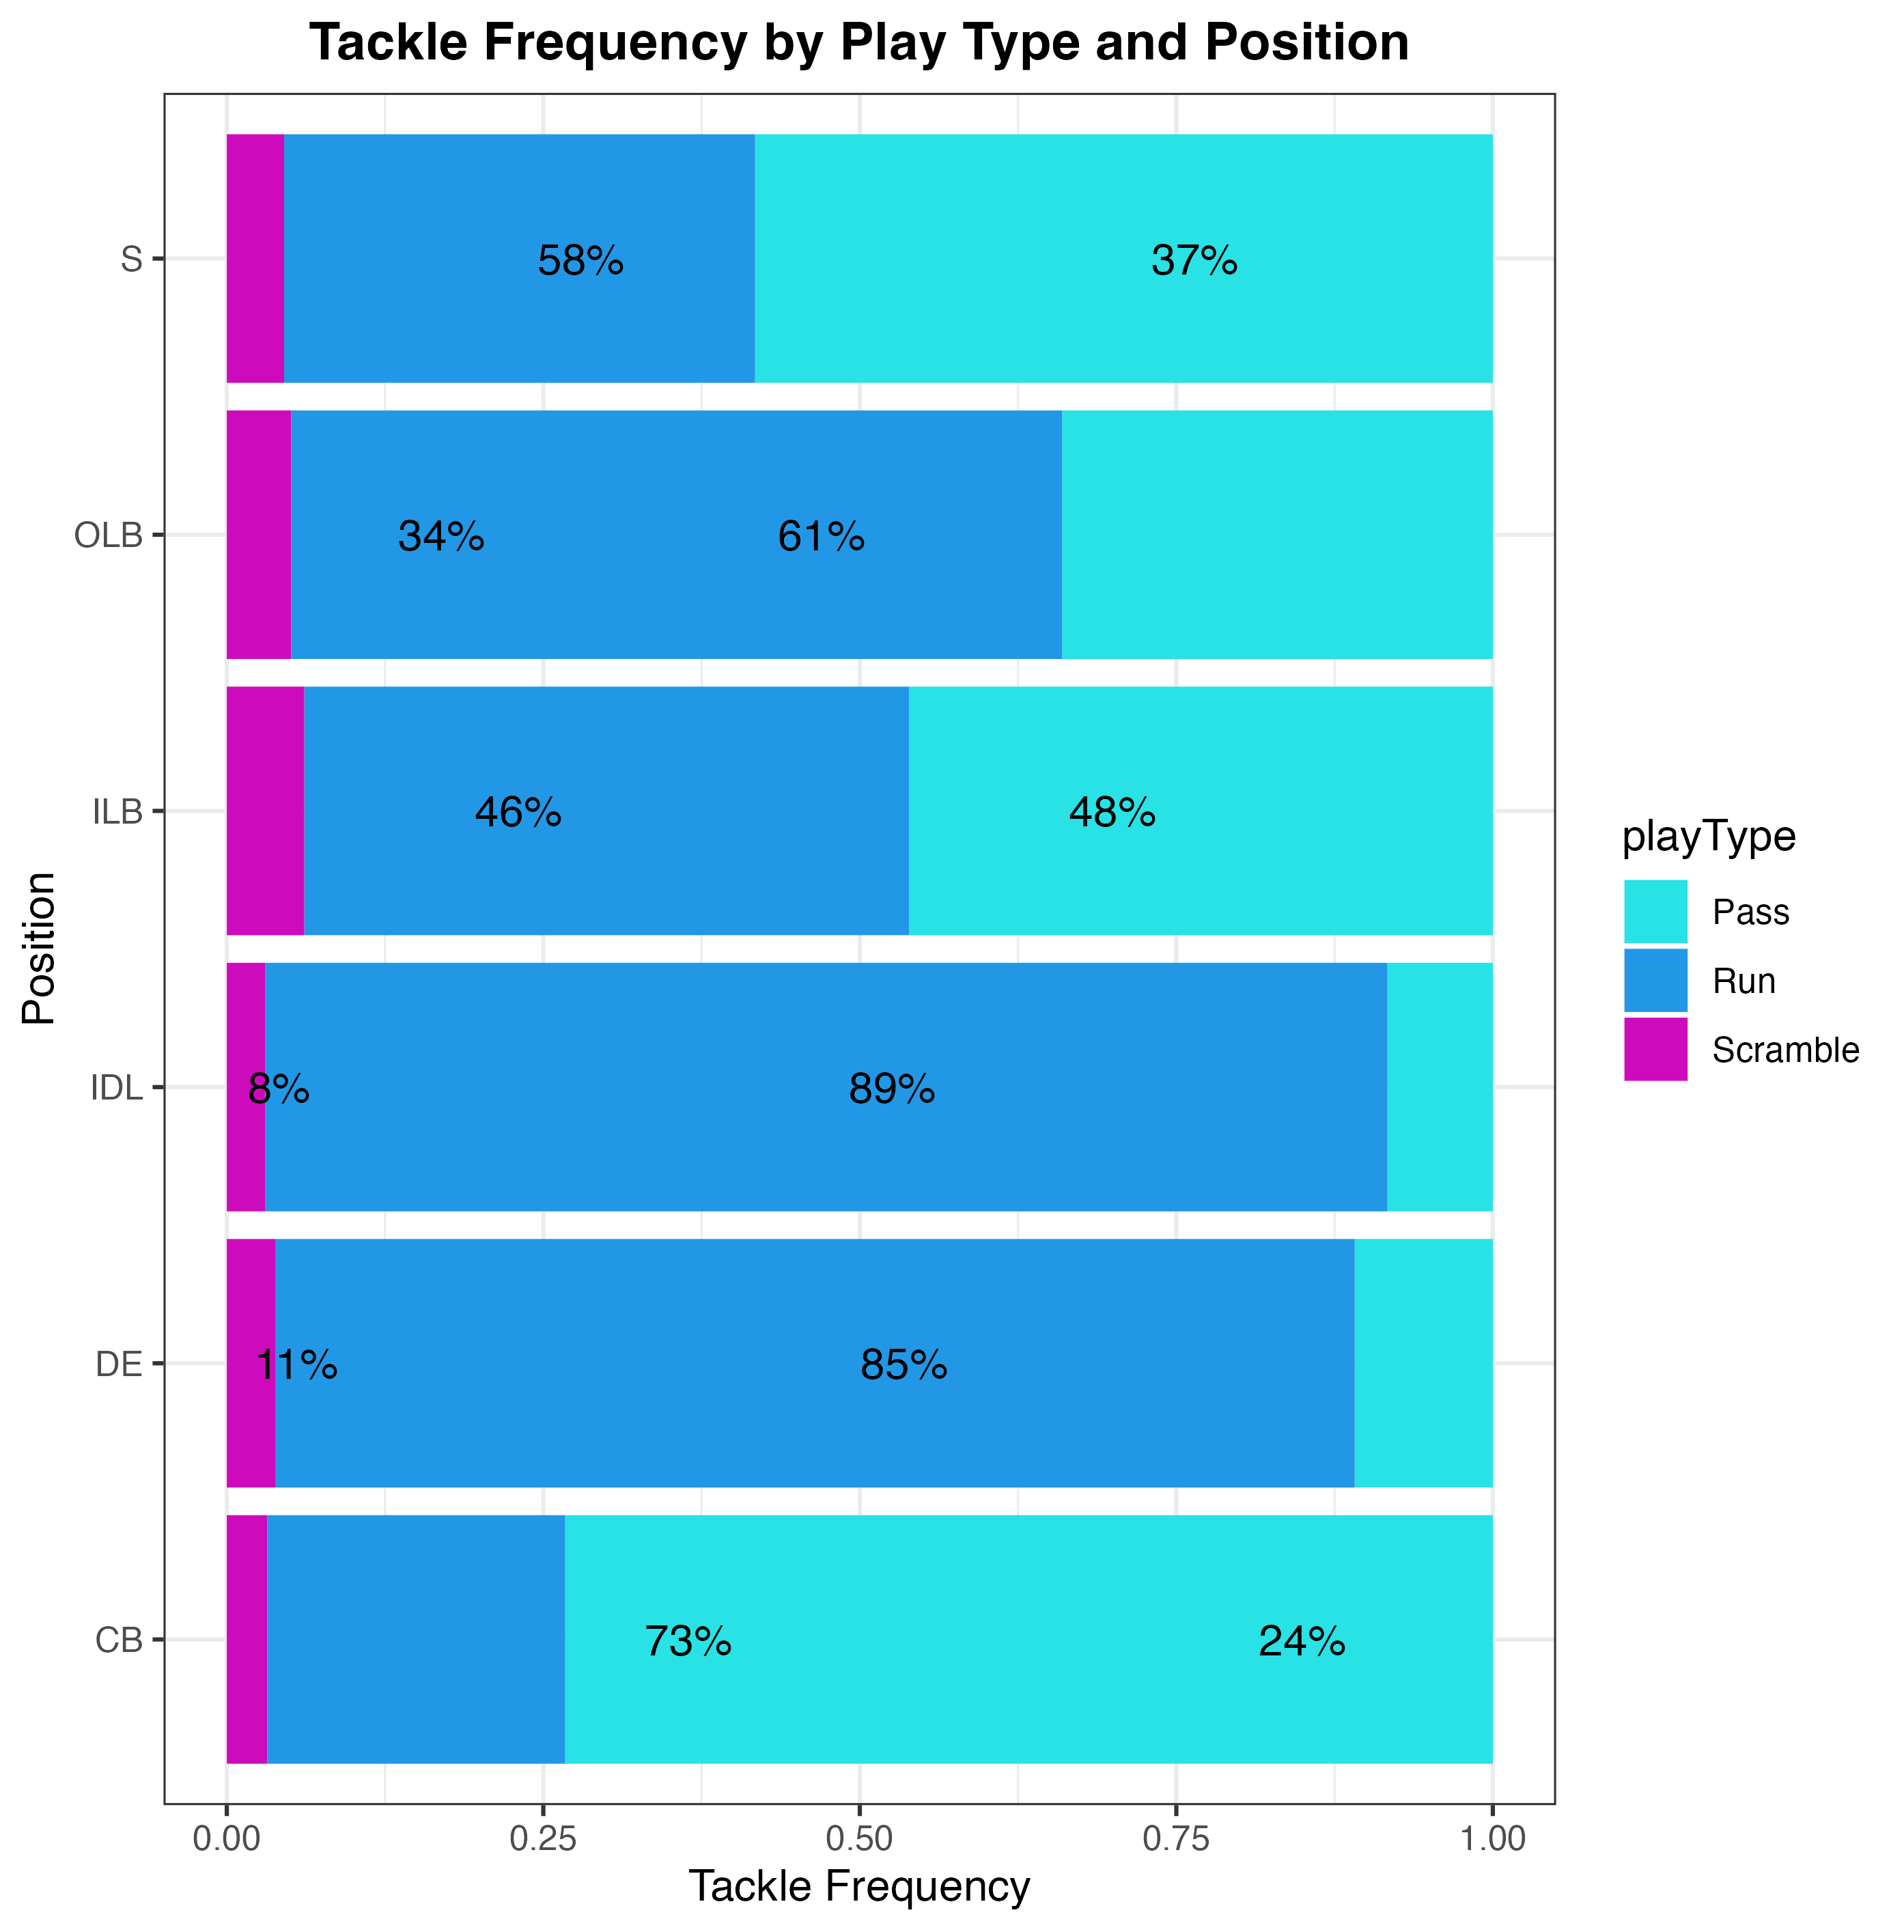 Tackle Frequency by Play Type and Position
S
58%
37%
OLB
34%
61%
ILB
46%
48%
IDL
8%
89%
DE
11%
85%
CB
73%
24%
0.00
0.25
0.50
0.75
1.00
Tackle Frequency
Position
playType
Pass
Run
Scramble